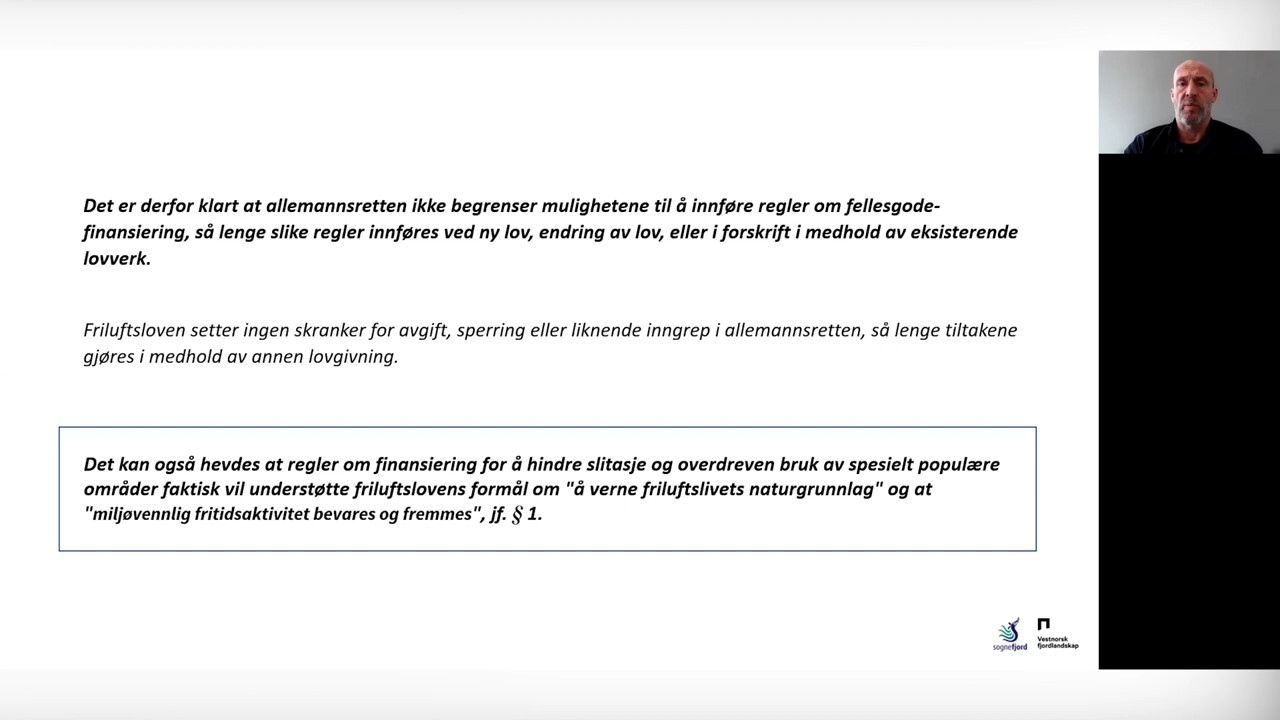 Det er derfor klart at allemannsretten ikke begrenser mulighetene til å innføre regler om fellesgode-
finansiering, så lenge slike regler innføres ved ny lov, endring av lov, eller i forskrift i medhold av eksisterende
lovverk.
Friluftsloven setter ingen skranker for avgift, sperring eller liknende inngrep i allemannsretten, så lenge tiltakene
gjøres i medhold av annen lovgivning.
Det kan også hevdes at regler om finansiering for å hindre slitasje og overdreven bruk av spesielt populære
områder faktisk vil understøtte friluftslovens formål om "å verne friluftslivets naturgrunnlag" og at
"miljøvennlig fritidsaktivitet bevares og fremmes", jf. § 1.
sognefjord
Vestnorsk
fjordlandskap